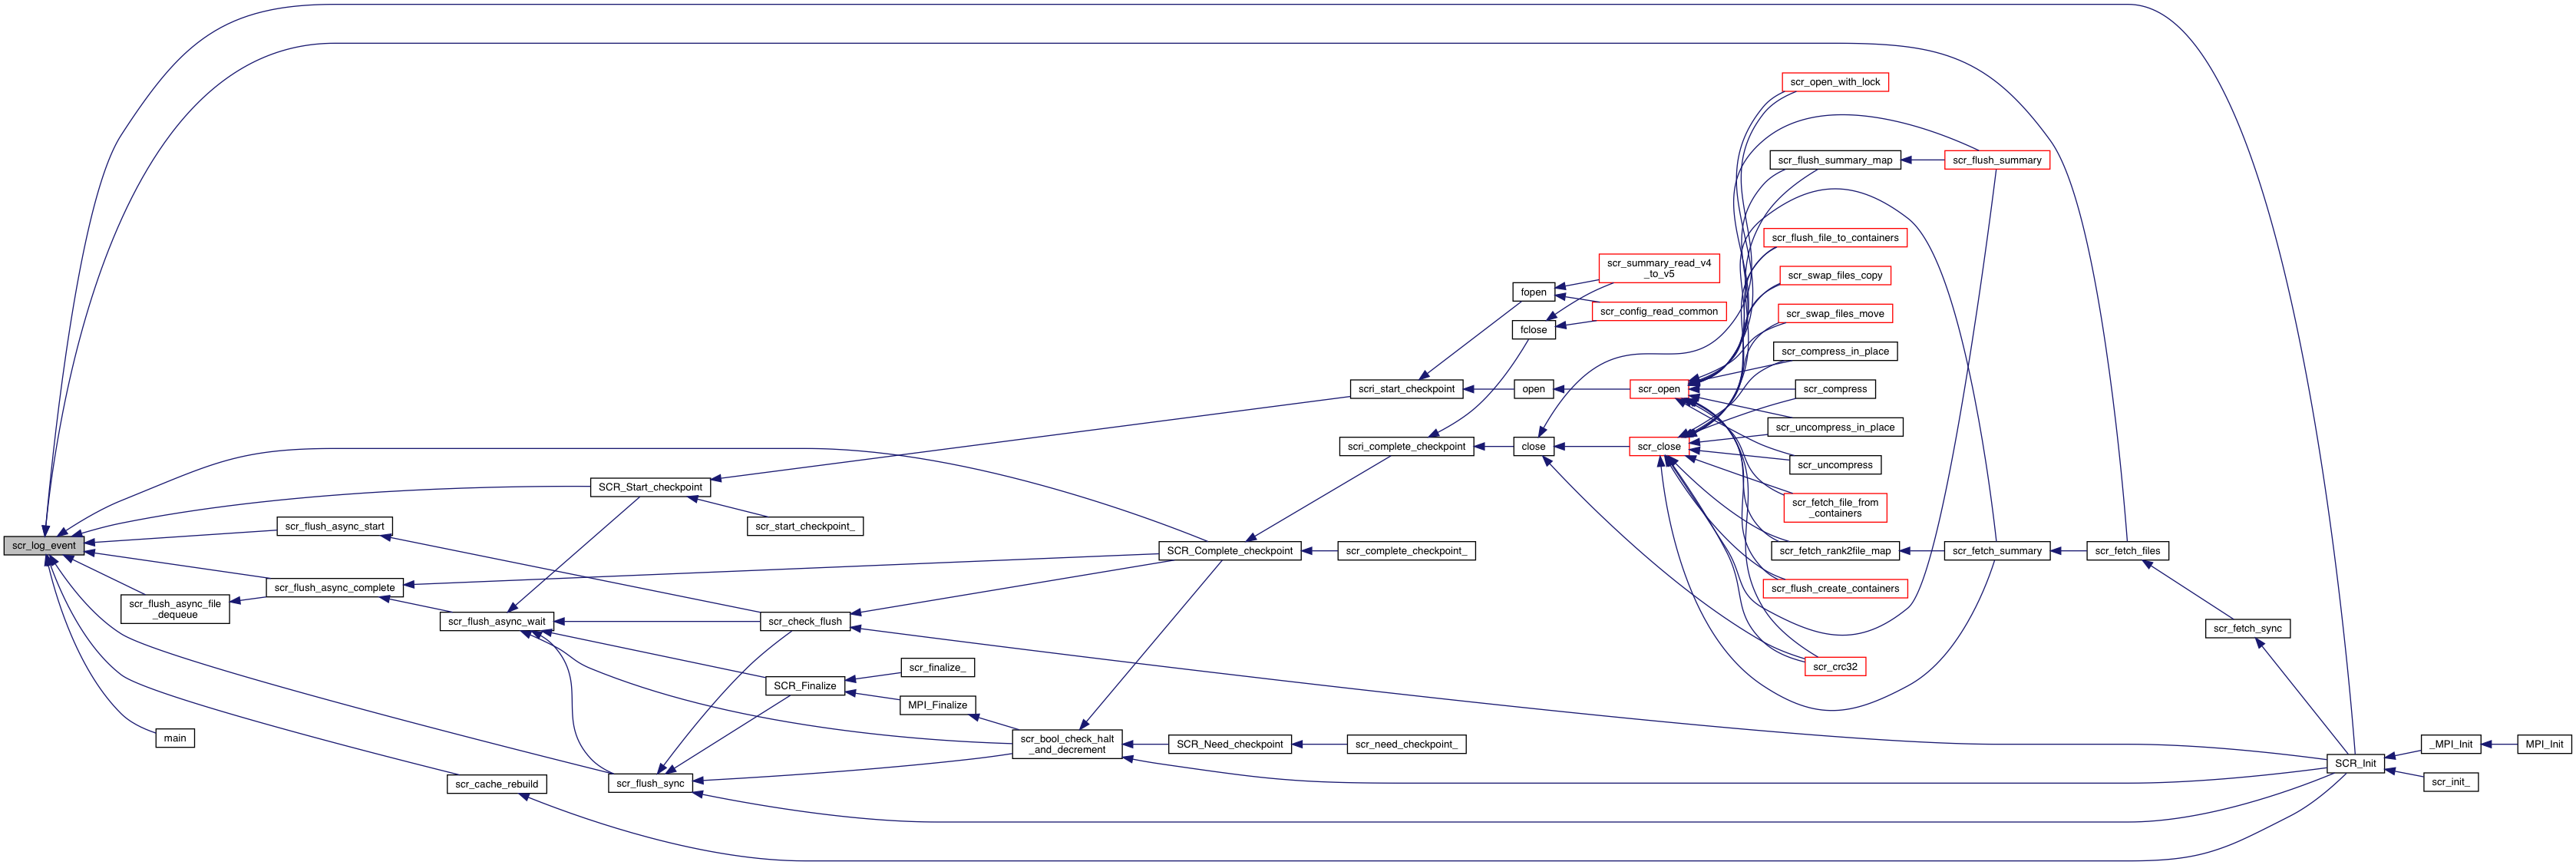 scr_open_with_lock
scr_flush_summary_map
scr_flush_summary
scr_flush_file_to_containers
scr_summary_read_v4
_to_v5
scr_swap_files_copy
fopen
scr_config_read_common
scr_swap_files_move
fclose
scr_compress_in_place
scri_start_checkpoint
open
scr_open
scr_compress
scr_uncompress_in_place
scri_complete_checkpoint
close
scr_close
scr_uncompress
SCR_Start_checkpoint
scr_fetch_file_from
_containers
scr_flush_async_start
scr_start_checkpoint_
scr_log_event
SCR_Complete_checkpoint
scr_complete_checkpoint_
scr_fetch_rank2file_map
scr_fetch_summary
scr_fetch_files
scr_flush_async_complete
scr_flush_create_containers
scr_flush_async_file
_dequeue
scr_flush_async_wait
scr_check_flush
scr_fetch_sync
scr_finalize_
scr_crc32
SCR_Finalize
MPI_Finalize
main
scr_bool_check_halt
_and_decrement
SCR_Need_checkpoint
scr_need_checkpoint_
_MPI_Init
MPI_Init
SCR_Init
scr_cache_rebuild
scr_flush_sync
scr_init_